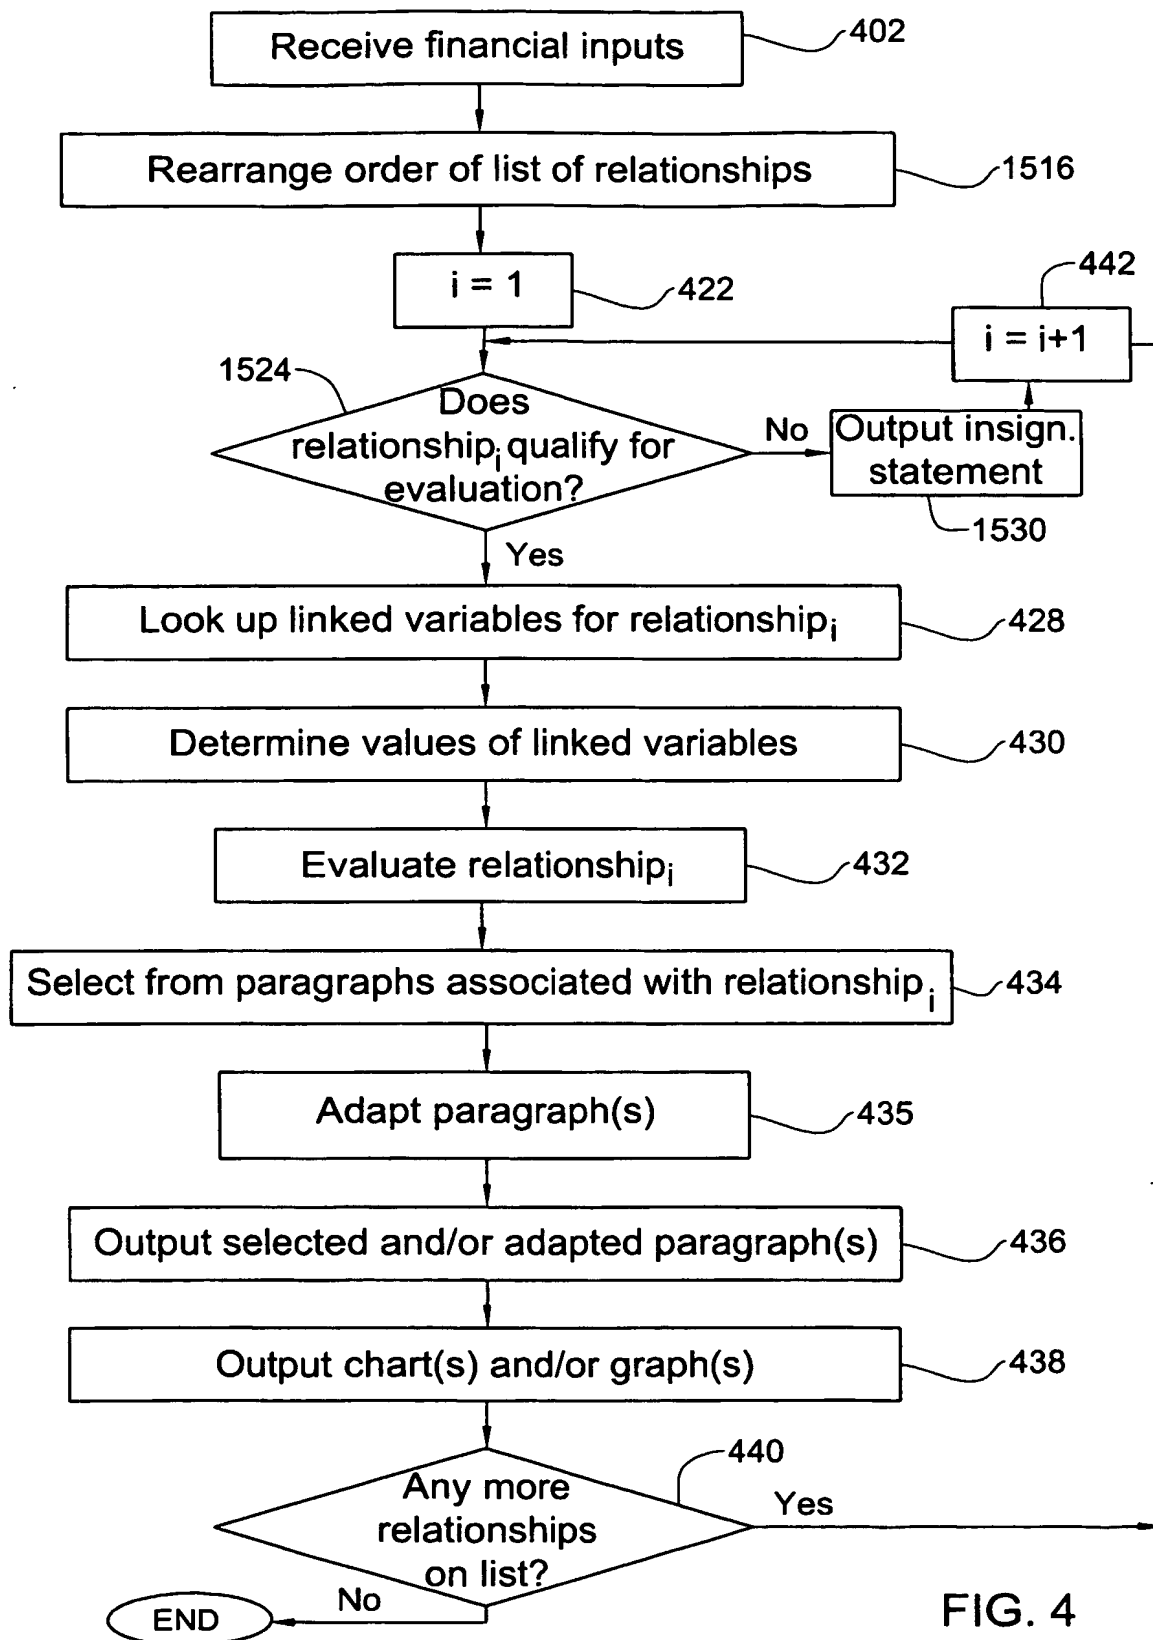 Receive financial inputs
402
Rearrange order of list of relationships
1516
i = 1
422
442
i = i+1
1524
Does
relationshipi qualify for
evaluation?
No
Output insign.
statement
1530
Yes
Look up linked variables for relationshipi
428
Determine values of linked variables
430
Evaluate relationshipi
432
Select from paragraphs associated with relationshipi
434
Adapt paragraph(s)
435
Output selected and/or adapted paragraph(s)
436
Output chart(s) and/or graph(s)
438
440
Any more
relationships
on list?
Yes
No
END
FIG. 4